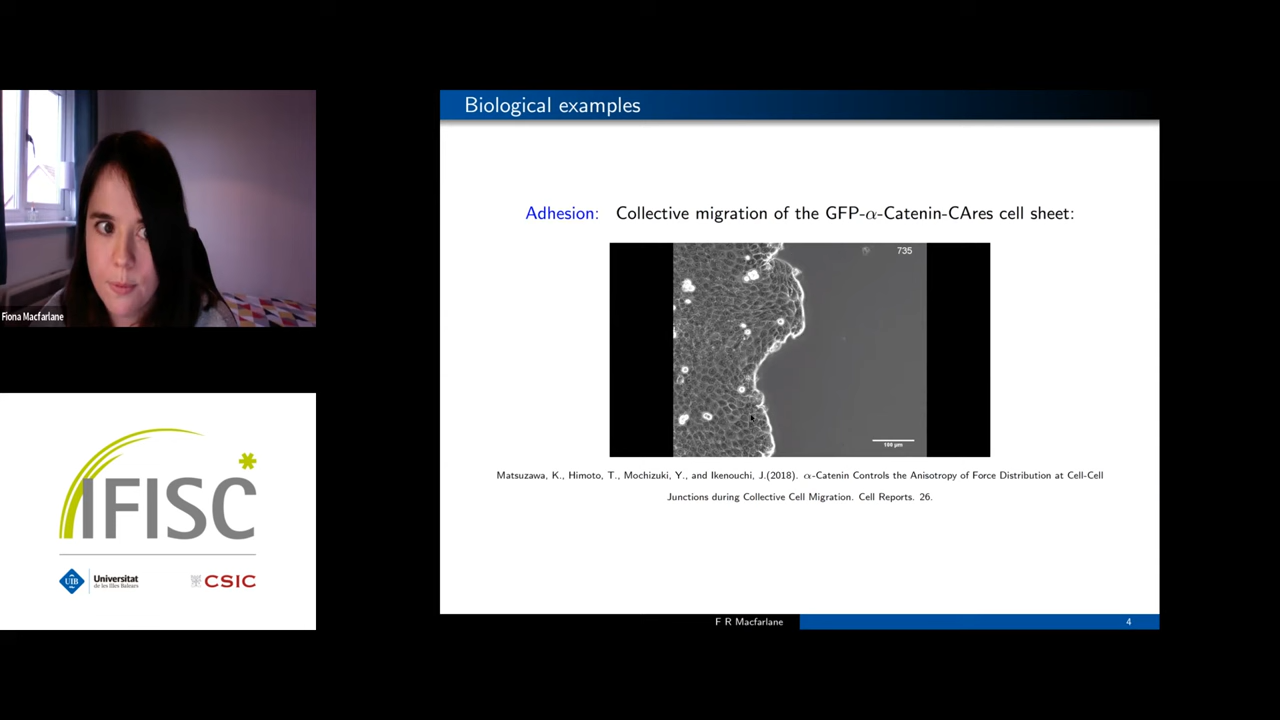 Biological examples
Adhesion: Collective migration of the GFP-α-Catenin-CAres cell sheet:
735
100 µm
Matsuzawa, K., Himoto, T., Mochizuki, Y., and Ikenouchi, J.(2018). α-Catenin Controls the Anisotropy of Force Distribution at Cell-Cell
Junctions during Collective Cell Migration. Cell Reports. 26.
F R Macfarlane
4
Fiona Macfarlane
IFISC
UIB
Universitat
de les Illes Balears
CSIC